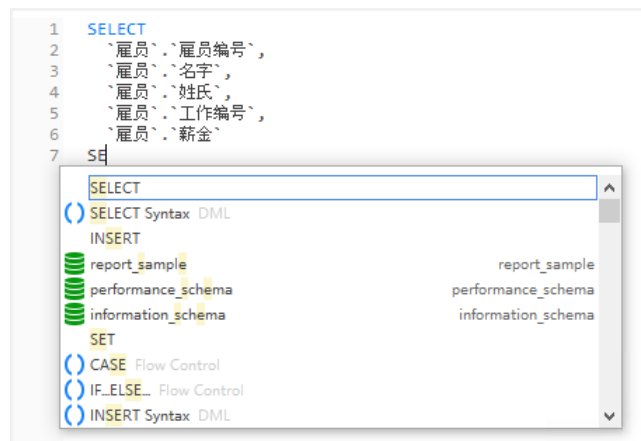 1 SELECT
2 `雇员`.`雇员编号`,
3 `雇员`.`名字`,
4 `雇员`.`姓氏`,
5 `雇员`.`工作编号`,
6 `雇员`.`薪金`
7 SE
SELECT
SELECT Syntax DML
INSERT
report_sample report_sample
performance_schema performance_schema
information_schema information_schema
SET
CASE Flow Control
IF...ELSE... Flow Control
INSERT Syntax DML